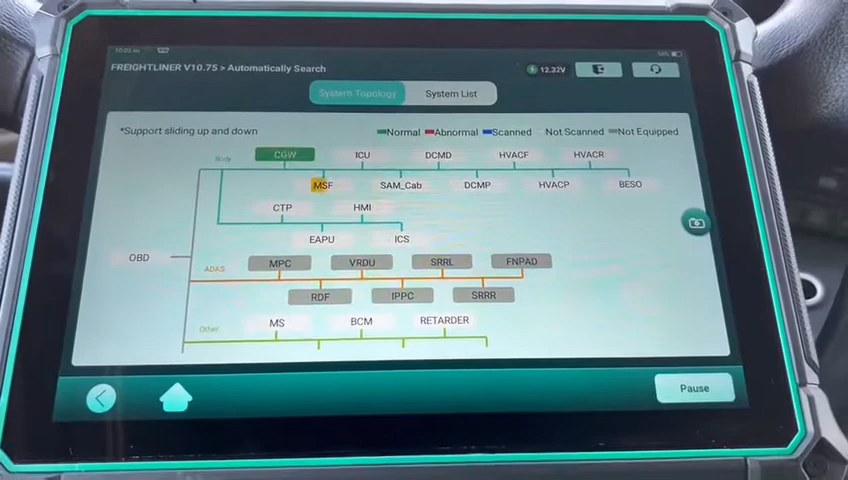 FREIGHTLINER V10.75 > Automatically Search
12.32V
System Topology System List
*Support sliding up and down
Normal Abnormal Scanned Not Scanned Not Equipped
Body CGW ICU DCMD HVACF HVACR
MSF SAM_Cab DCMP HVACP BESO
CTP HMI
EAPU ICS
OBD
ADAS MPC VRDU SRRL FNPAD
RDF IPPC SRRR
Other MS BCM RETARDER
Pause